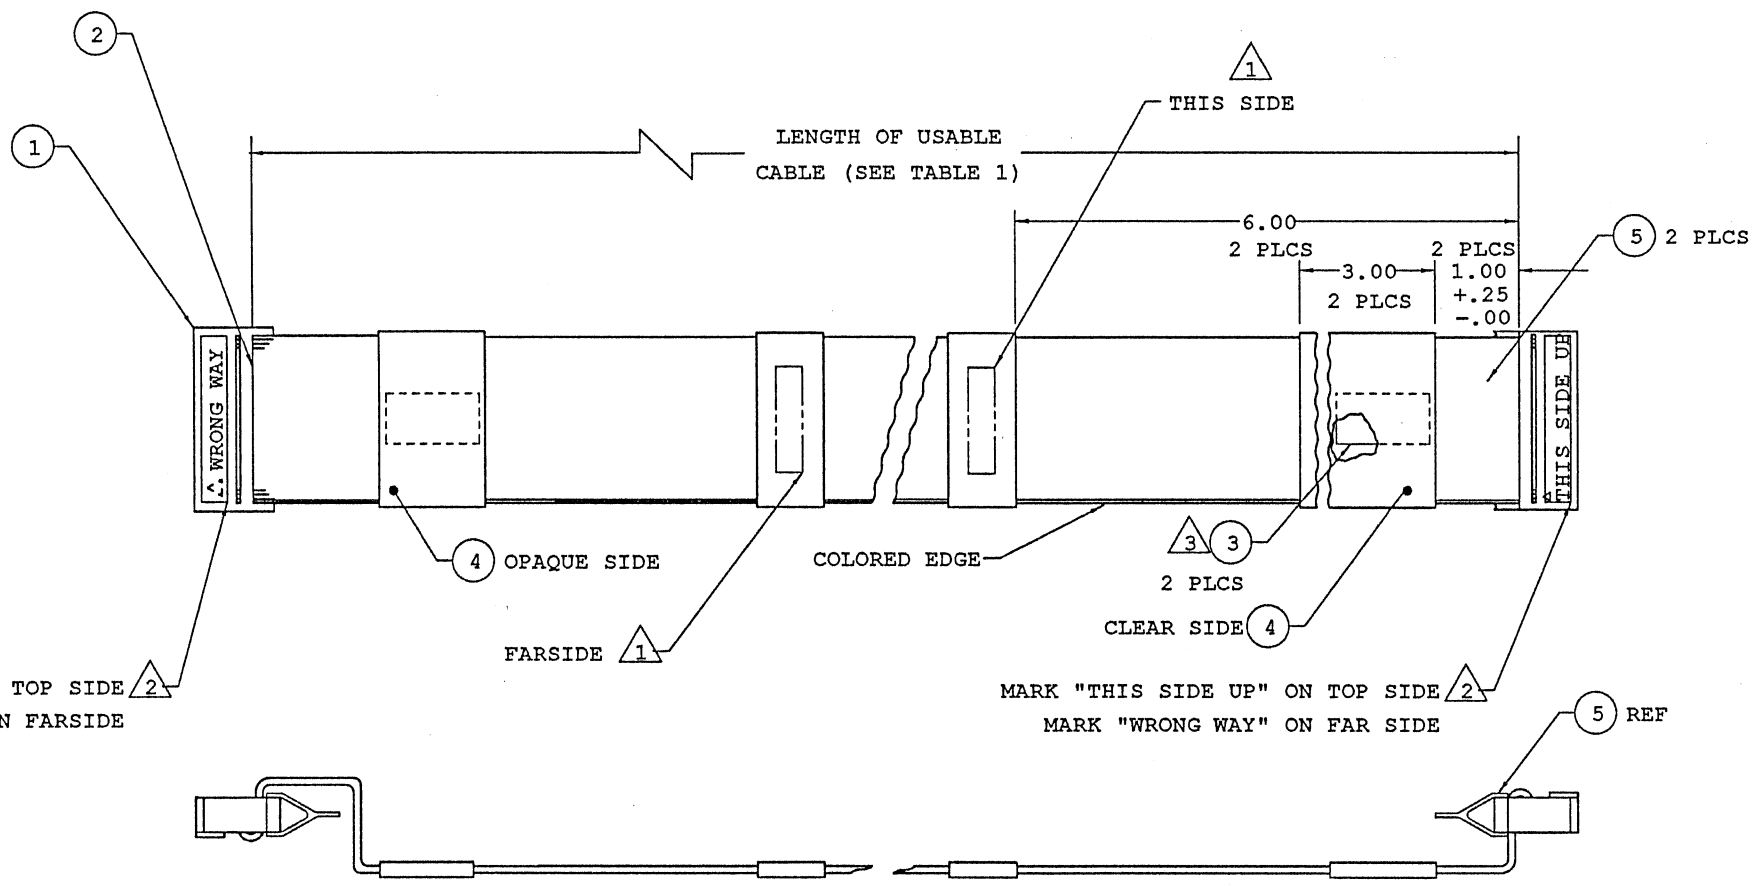 2
1
THIS SIDE
1
LENGTH OF USABLE
CABLE (SEE TABLE 1)
6.00
2 PLCS
2 PLCS
5 2 PLCS
3.00
1.00
2 PLCS
+.25
-.00
WRONG WAY
THIS SIDE UP
4 OPAQUE SIDE
COLORED EDGE
3 3
2 PLCS
CLEAR SIDE 4
FARSIDE 1
TOP SIDE 2
N FARSIDE
MARK "THIS SIDE UP" ON TOP SIDE 2
MARK "WRONG WAY" ON FAR SIDE
5 REF